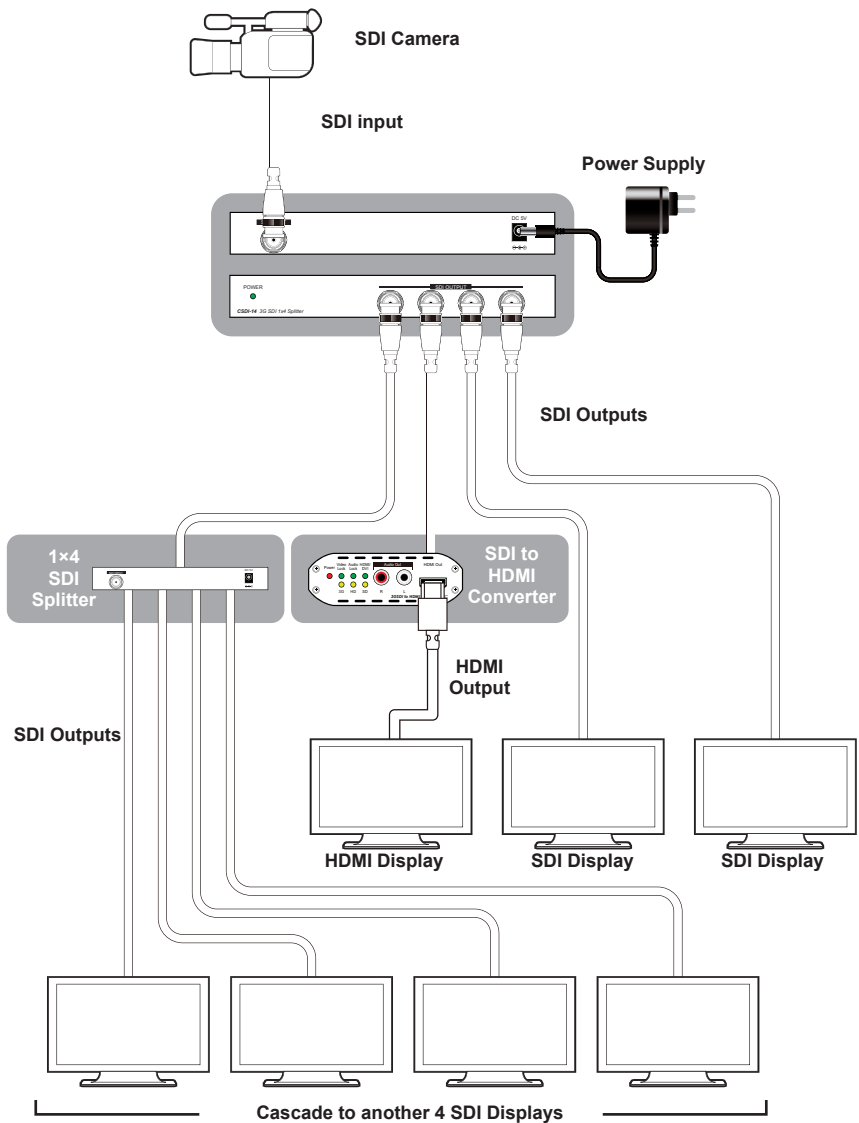 SDI Camera
SDI input
Power Supply
DC 5V
POWER
SDI OUTPUT
CSDI-14 3G SDI 1x4 Splitter
SDI Outputs
1×4
SDI
Splitter
Power
Video
Lock
Audio
Lock
HDMI
DVI
Audio Out
HDMI Out
3G
HD
SD
R
L
3GSDI to HDMI
SDI to
HDMI
Converter
HDMI
Output
SDI Outputs
HDMI Display
SDI Display
SDI Display
Cascade to another 4 SDI Displays